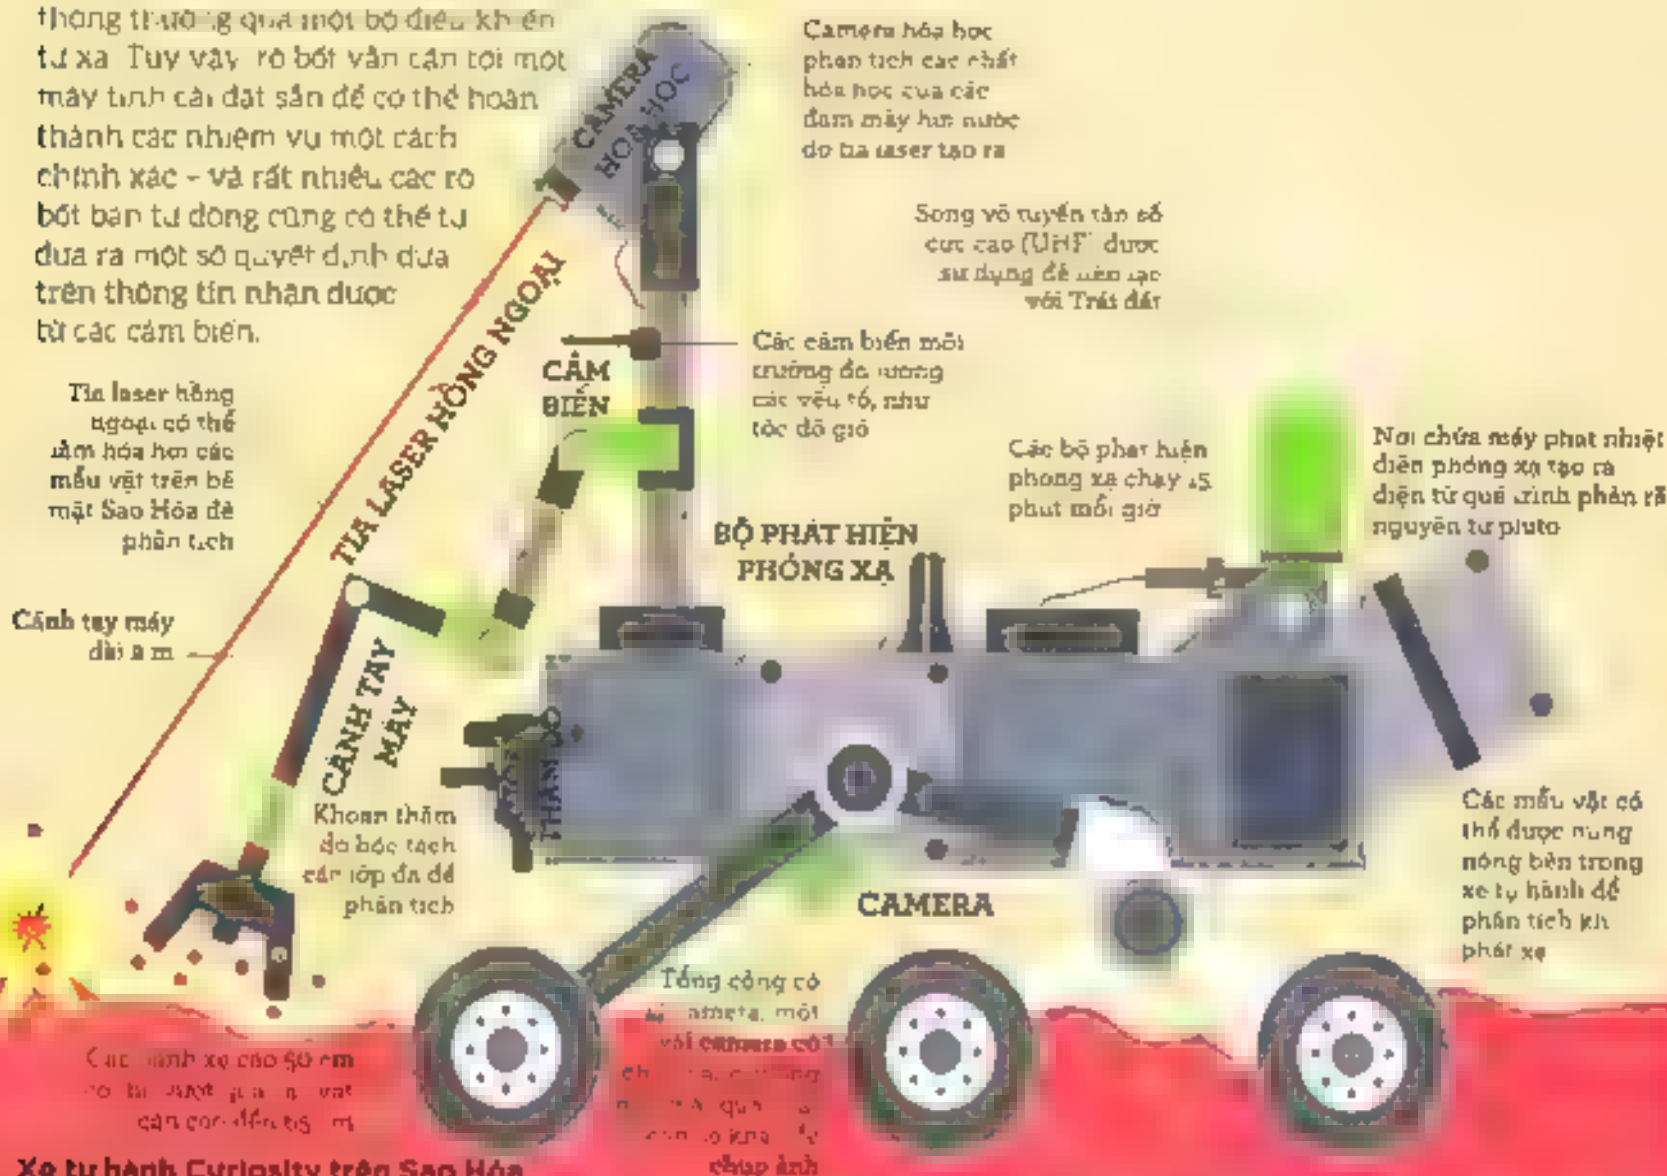 thông thường qua một bộ điều khiển
từ xa. Tuy vậy, rô bốt vẫn cần tới một
máy tính cài đặt sẵn để có thể hoàn
thành các nhiệm vụ một cách
chính xác - và rất nhiều các rô
bốt bán tự động cũng có thể tự
đưa ra một số quyết định dựa
trên thông tin nhận được
từ các cảm biến.
Tia laser hồng
ngoại có thể
làm hóa hơi các
mẫu vật trên bề
mặt Sao Hỏa để
phân tích
Cánh tay máy
dài 2 m
TIA LASER HỒNG NGOẠI
CAMERA
HÓA HỌC
Camera hóa học
phân tích các chất
hóa học của các
đám mây hơi nước
do tia laser tạo ra
Sóng vô tuyến tần số
cực cao (UHF) được
sử dụng để liên lạc
với Trái đất
CẢM
BIẾN
Các cảm biến môi
trường đo lường
các yếu tố, như
tốc độ gió
BỘ PHÁT HIỆN
PHÓNG XẠ
Các bộ phát hiện
phóng xạ chạy 15
phút mỗi giờ
Nơi chứa máy phát nhiệt
điện phóng xạ tạo ra
điện từ quá trình phân rã
nguyên tử pluto
CÁNH TAY
MÁY
THĂM DÒ
Khoan thăm
dò bóc tách
các lớp đá để
phân tích
CAMERA
Các mẫu vật có
thể được nung
nóng bên trong
xe tự hành để
phân tích khí
phát xạ
Tổng cộng có
camera, một
vài camera có
chụp ảnh
Các bánh xe cao 50 cm
Xe tự hành Curiosity trên Sao Hỏa